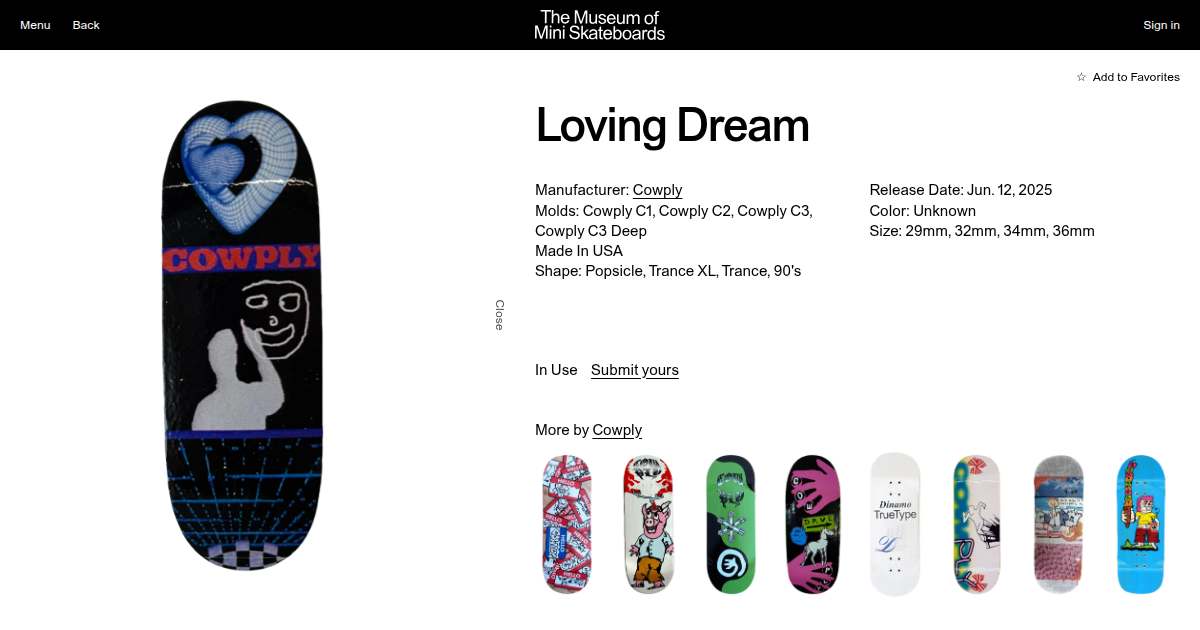 Menu
Back
The Museum of
Mini Skateboards
Sign in
☆ Add to Favorites
Loving Dream
Manufacturer: Cowply
Molds: Cowply C1, Cowply C2, Cowply C3,
Cowply C3 Deep
Made In USA
Shape: Popsicle, Trance XL, Trance, 90's
Release Date: Jun. 12, 2025
Color: Unknown
Size: 29mm, 32mm, 34mm, 36mm
COWPLY
Close
In Use
Submit yours
More by Cowply
Dinamo
TrueType